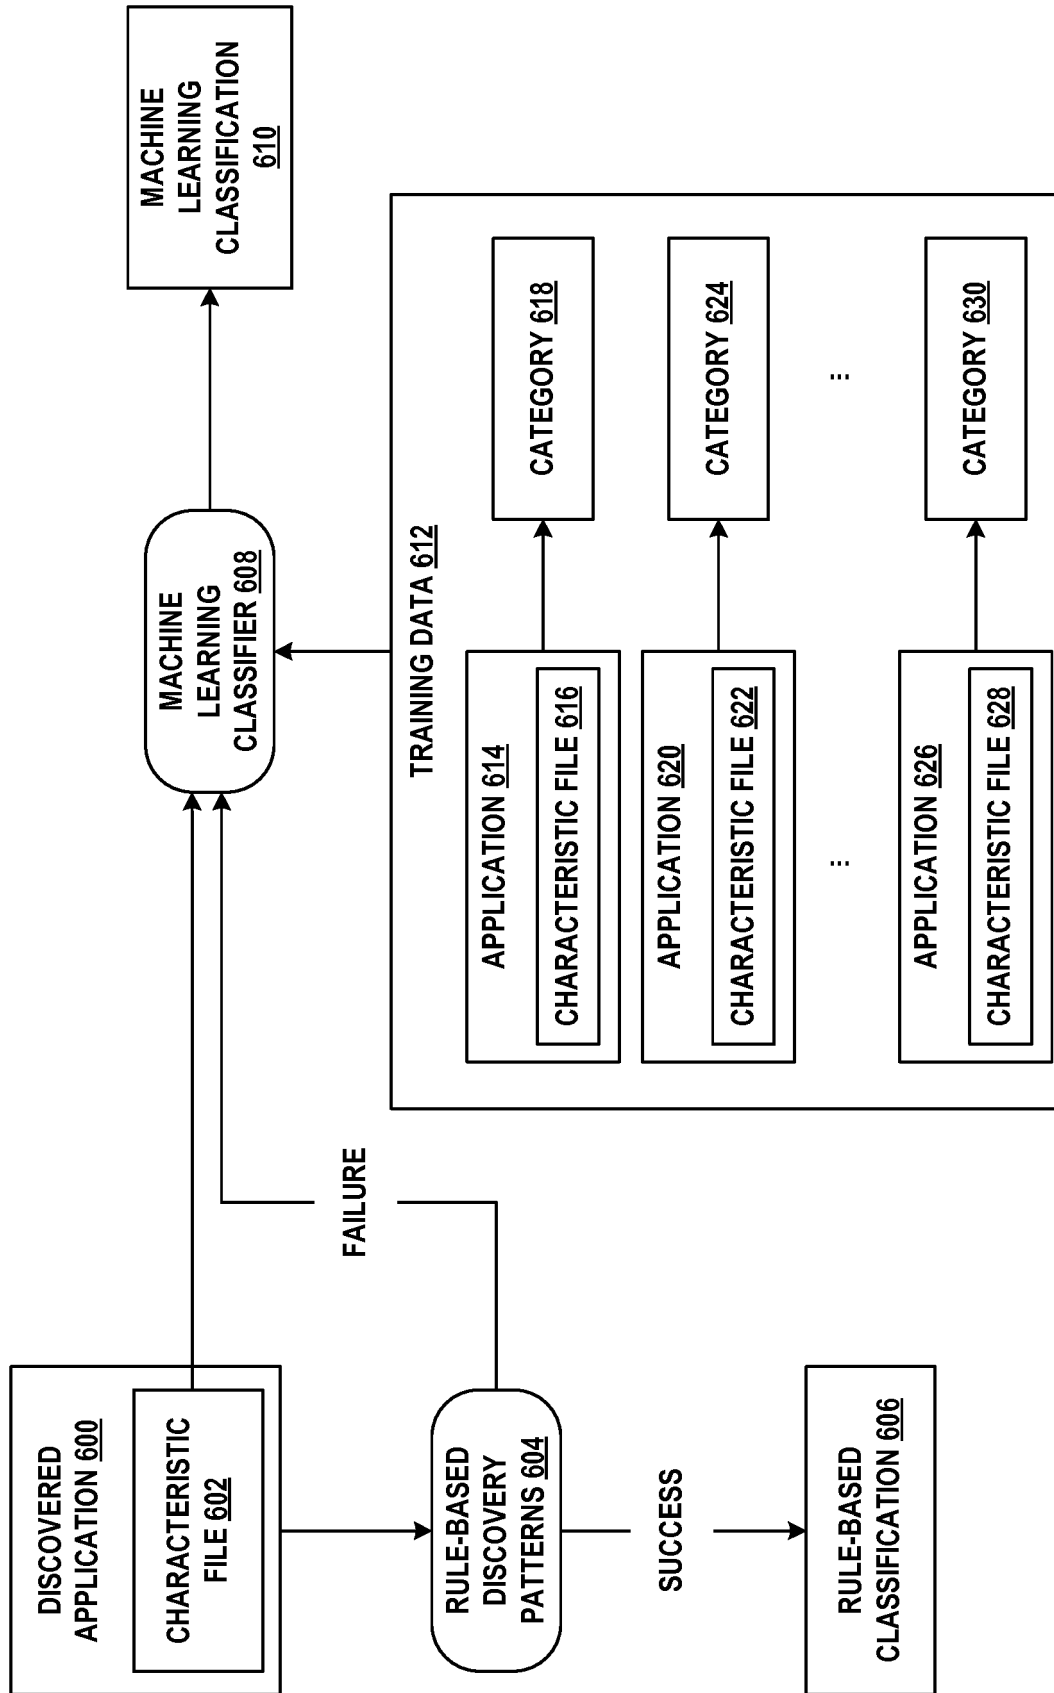 DISCOVERED
APPLICATION 600
CHARACTERISTIC
FILE 602
MACHINE
LEARNING
CLASSIFIER 608
MACHINE
LEARNING
CLASSIFICATION
610
FAILURE
RULE-BASED
DISCOVERY
PATTERNS 604
SUCCESS
RULE-BASED
CLASSIFICATION 606
TRAINING DATA 612
APPLICATION 614
CHARACTERISTIC FILE 616
CATEGORY 618
APPLICATION 620
CHARACTERISTIC FILE 622
CATEGORY 624
...
...
APPLICATION 626
CHARACTERISTIC FILE 628
CATEGORY 630